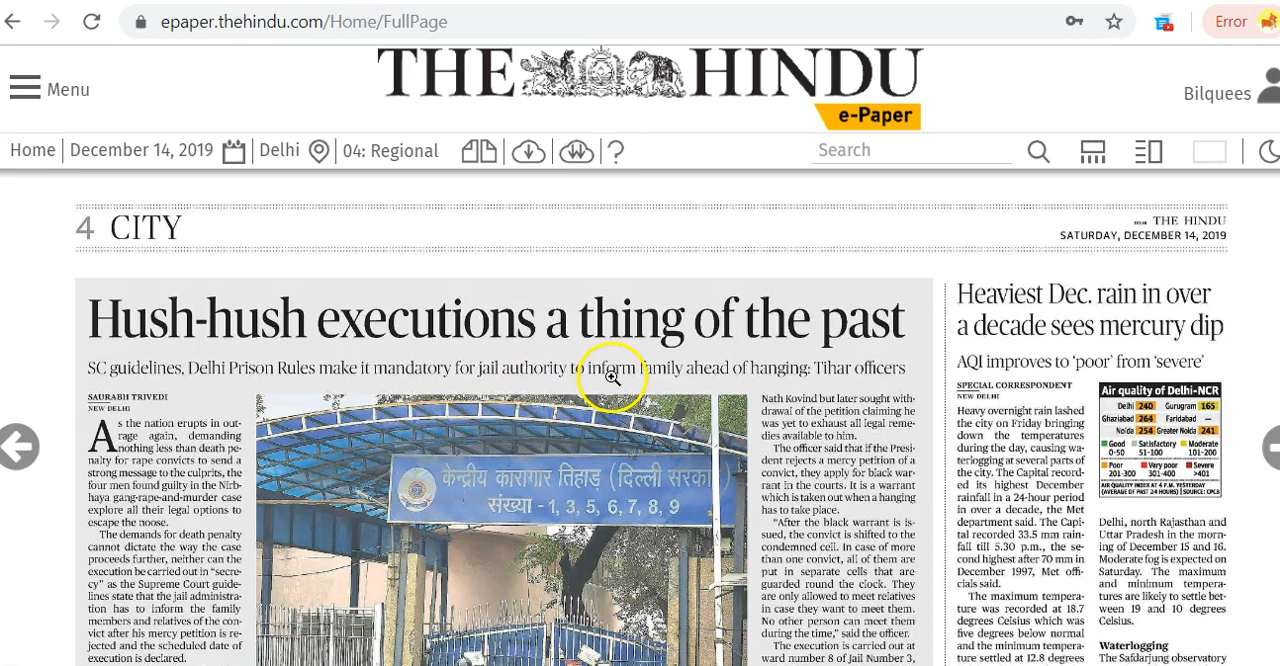 epaper.thehindu.com/Home/FullPage
Error
Menu
THE HINDU
e-Paper
Bilquees
Home
December 14, 2019
Delhi
04: Regional
?
Search
4 CITY
THE HINDU
SATURDAY, DECEMBER 14, 2019
Hush-hush executions a thing of the past
SC guidelines, Delhi Prison Rules make it mandatory for jail authority to inform family ahead of hanging: Tihar officers
SAURABH TRIVEDI
NEW DELHI
As the nation erupts in out-
rage again, demanding
nothing less than death pe-
nalty for rape convicts to send a
strong message to the culprits, the
four men found guilty in the Nirb-
haya gang-rape-and-murder case
explore all their legal options to
escape the noose.
The demands for death penalty
cannot dictate the way the case
proceeds further, neither can the
execution be carried out in “secre-
cy” as the Supreme Court guide-
lines state that the jail administra-
tion has to inform the family
members and relatives of the con-
vict after his mercy petition is re-
jected and the scheduled date of
execution is declared.
कारागार तिहाड़ (दिल्ली
संख्या -1, 3, 5, 6, 7, 8, 9
Nath Kovind but later sought with-
drawal of the petition claiming he
was yet to exhaust all legal reme-
dies available to him.
The officer said that if the Presi-
dent rejects a mercy petition of a
convict, they apply for black war-
rant in the courts. It is a warrant
which is taken out when a hanging
has to take place.
“After the black warrant is is-
sued, the convict is shifted to the
condemned cell. In case of more
than one convict, all of them are
put in separate cells that are
guarded round the clock. They
are only allowed to meet relatives
in case they want to meet them.
No other person can meet them
during the time,” said the officer.
The execution is carried out at
ward number 8 of Jail Number 3,
Heaviest Dec. rain in over
a decade sees mercury dip
AQI improves to ‘poor’ from ‘severe’
SPECIAL CORRESPONDENT
NEW DELHI
Heavy overnight rain lashed
the city on Friday bringing
down the temperatures
during the day, causing wa-
terlogging at several parts of
the city. The Capital record-
ed its highest December
rainfall in a 24-hour period
in over a decade, the Met
department said. The Capi-
tal recorded 33.5 mm rain-
fall till 5.30 p.m., the se-
cond highest after 70 mm in
December 1997, Met offi-
cials said.
The maximum tempera-
ture was recorded at 18.7
degrees Celsius which was
five degrees below normal
and the minimum tempera-
ture settled at 12.8 degrees
Air quality of Delhi-NCR
Delhi 240 Gurugram 165
Ghaziabad 264 Faridabad —
Noida 254 Greater Noida 241
Good Satisfactory Moderate
0-50 51-100 101-200
Poor Very poor Severe
201-300 301-400 >401
AIR QUALITY INDEX AT 4 P.M. YESTERDAY
(AVERAGE OF PAST 24 HOURS) | SOURCE: CPCB
Delhi, north Rajasthan and
Uttar Pradesh in the morn-
ing of December 15 and 16.
Moderate fog is expected on
Saturday. The maximum
and minimum tempera-
tures are likely to settle bet-
ween 19 and 10 degrees
Celsius.
Waterlogging
The Safdarjung observatory